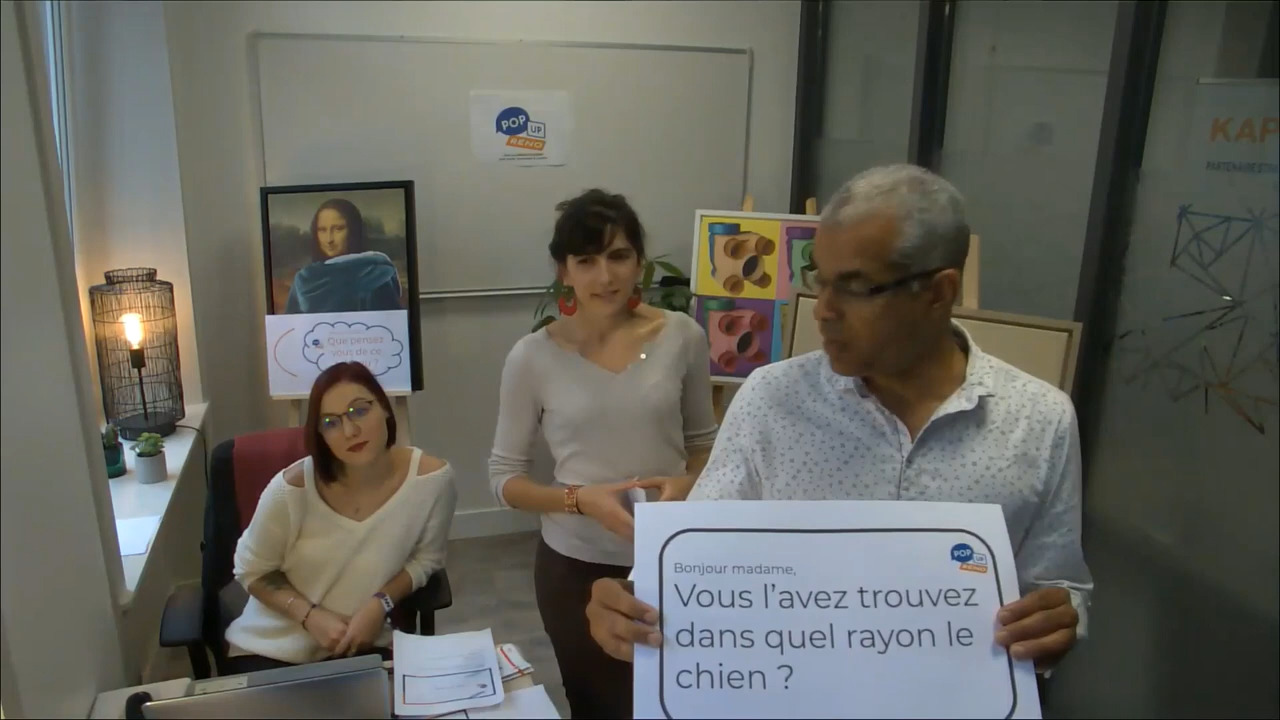 POP
UP
RENO
KAP
Que pensez
vous de ce
?
POP
UP
RENO
Bonjour madame,
Vous l'avez trouvez
dans quel rayon le
chien ?